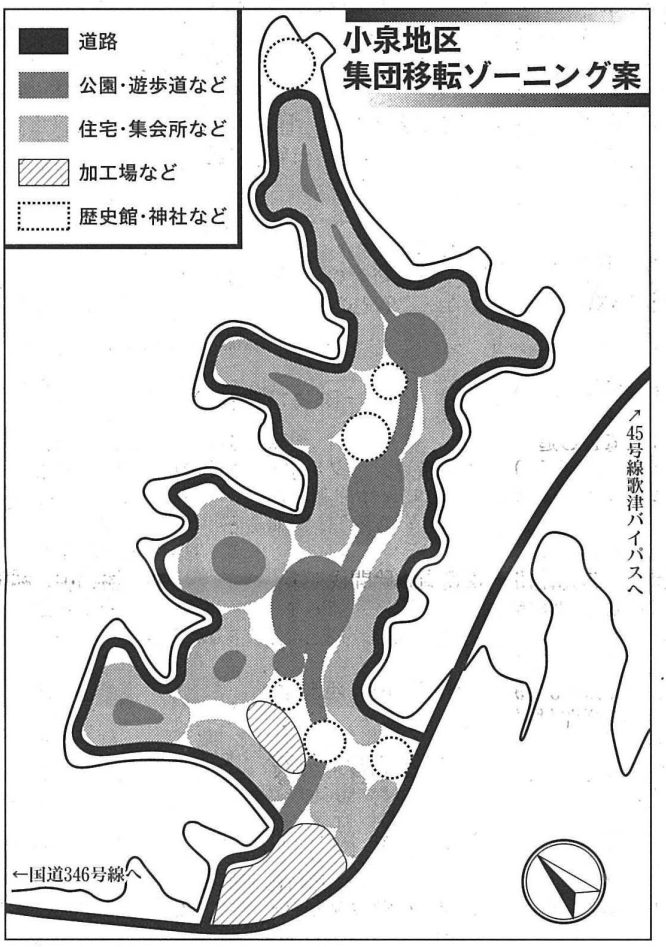 小泉地区
集団移転ゾーニング案
道路
公園・遊歩道など
住宅・集会所など
加工場など
歴史館・神社など
↗45号線歌津バイパスへ
←国道346号線へ